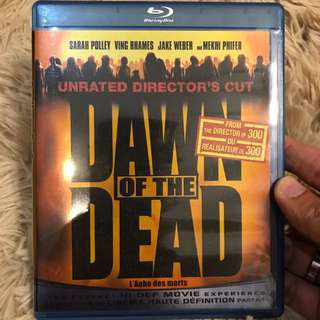 Blu-ray Disc
SARAH POLLEY VING RHAMES JAKE WEBER AND MEKHI PHIFER
UNRATED DIRECTOR'S CUT
FROM
THE DIRECTOR OF 300
DU
RÉALISATEUR DE 300
DAWN
OF THE
DEAD
L'Aube des morts
HI-DEF MOVIE EXPERIENCE
HAUTE DÉFINITION